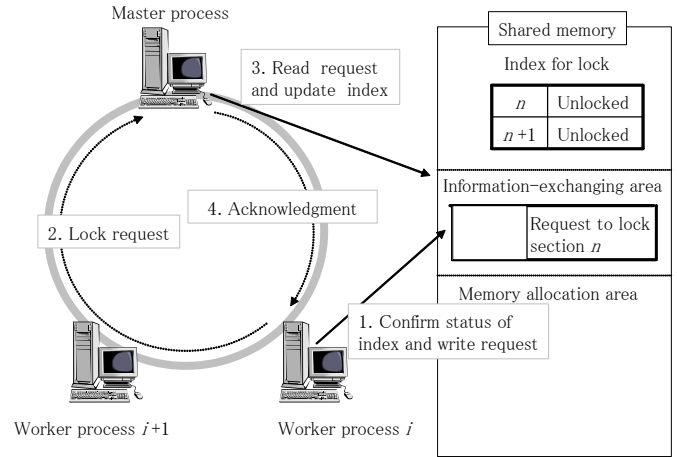 Master process
3. Read request
and update index
4. Acknowledgment
2. Lock request
1. Confirm status of
index and write request
Worker process i+1
Worker process i
Shared memory
Index for lock
n Unlocked
n+1 Unlocked
Information-exchanging area
Request to lock
section n
Memory allocation area